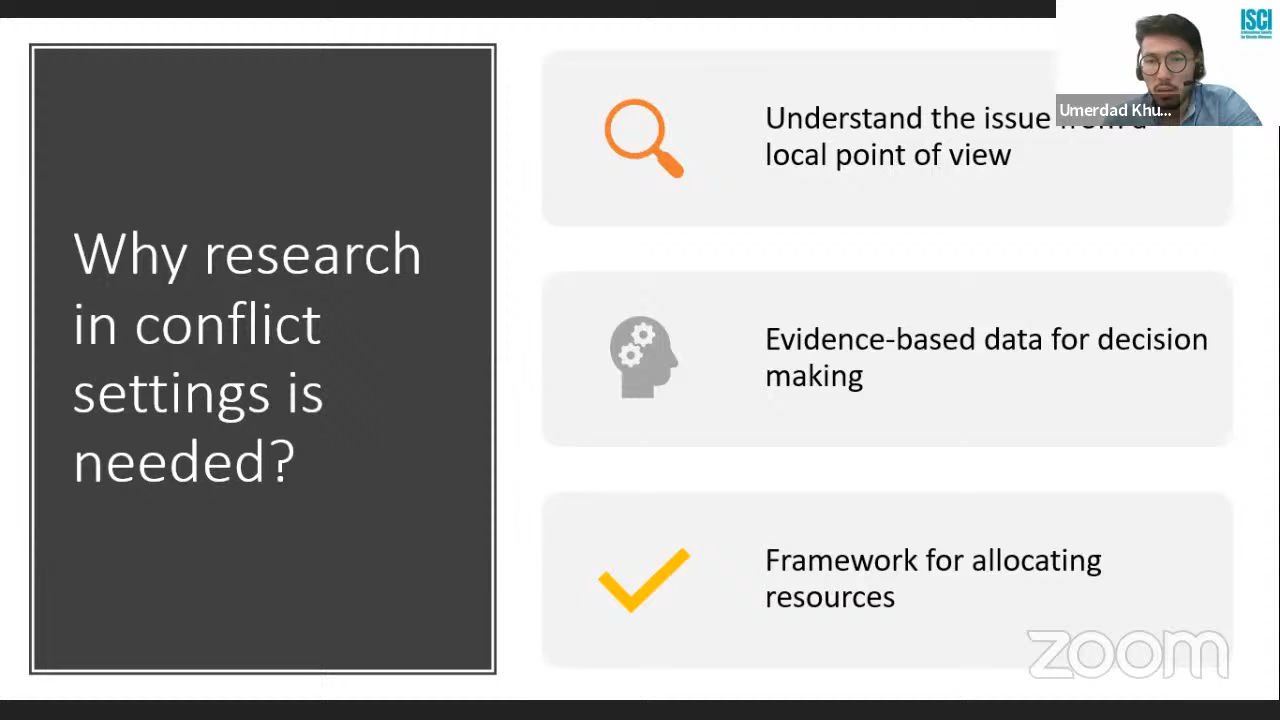 Why research
in conflict
settings is
needed?
Understand the issue from a
local point of view
Evidence-based data for decision
making
Framework for allocating
resources
ISCI
Umerdad Khu...
zoom